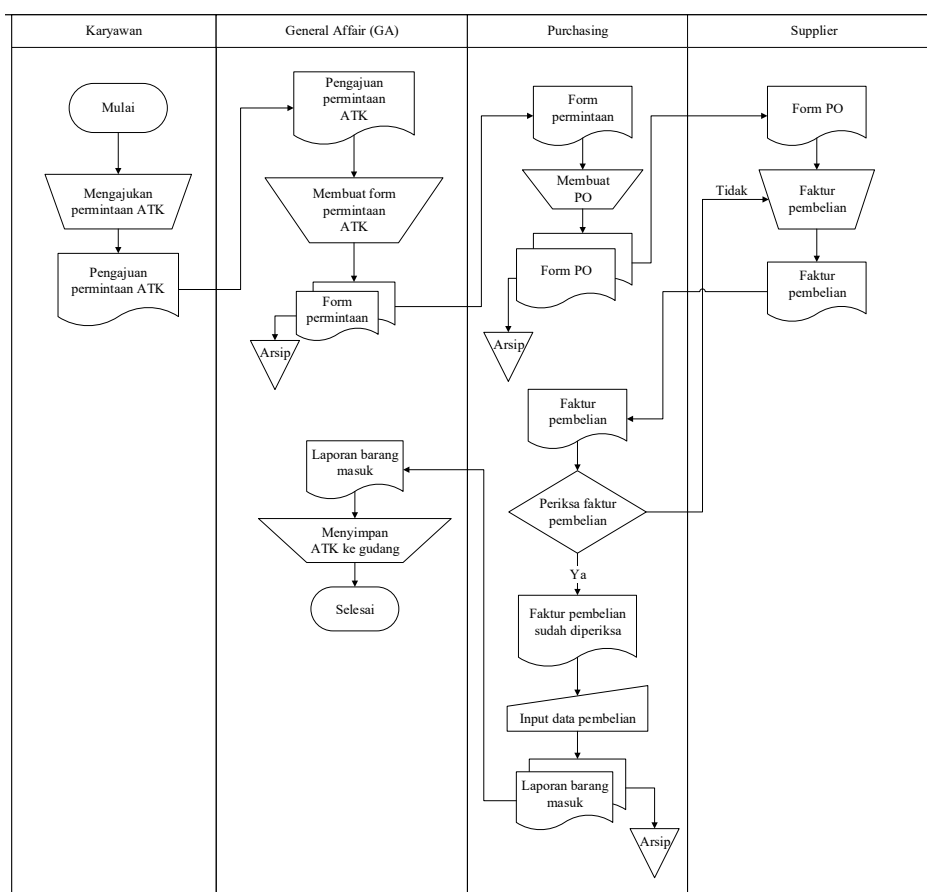 Karyawan
General Affair (GA)
Purchasing
Supplier
Mulai
Mengajukan
permintaan ATK
Pengajuan
permintaan ATK
Pengajuan
permintaan
ATK
Membuat form
permintaan
ATK
Form
permintaan
Arsip
Laporan barang
masuk
Menyimpan
ATK ke gudang
Selesai
Form
permintaan
Membuat
PO
Form PO
Arsip
Faktur
pembelian
Periksa faktur
pembelian
Ya
Faktur pembelian
sudah diperiksa
Input data pembelian
Laporan barang
masuk
Arsip
Form PO
Tidak
Faktur
pembelian
Faktur
pembelian